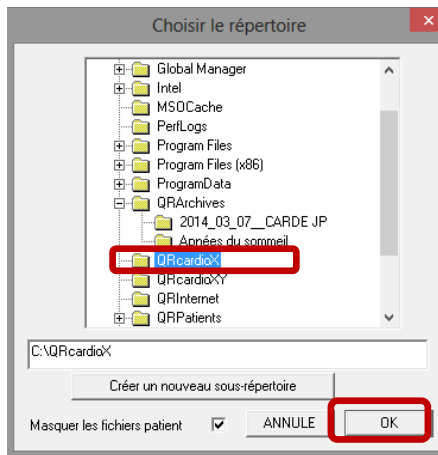 Choisir le répertoire
Global Manager
Intel
MSOCache
PerfLogs
Program Files
Program Files (x86)
ProgramData
QRArchives
2014_03_07__CARDE JP
Apnées du sommeil
QRcardioX
QRcardioXY
QRInternet
QRPatients
C:\QRcardioX
Créer un nouveau sous-répertoire
Masquer les fichiers patient ANNULE OK